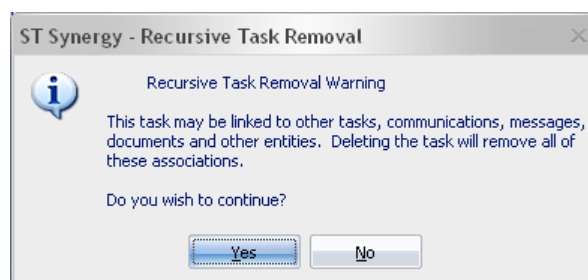 ST Synergy - Recursive Task Removal
Recursive Task Removal Warning
This task may be linked to other tasks, communications, messages,
documents and other entities.  Deleting the task will remove all of
these associations.
Do you wish to continue?
Yes
No